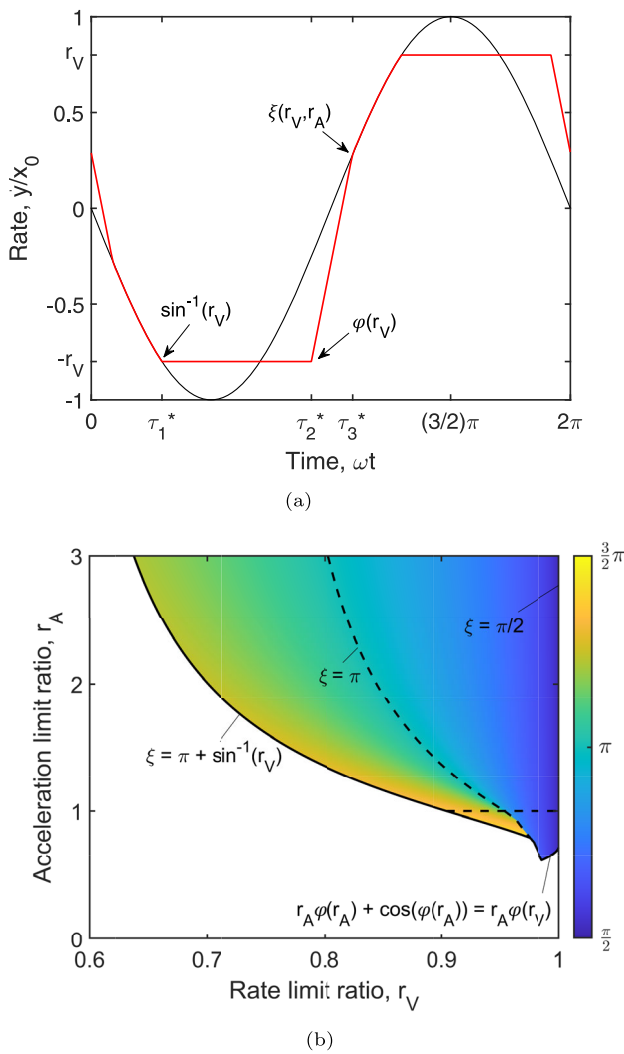 1
r_V
0.5
0
-0.5
-r_V
-1
Rate, ẏ/x_0
ξ(r_V,r_A)
sin⁻¹(r_V)
φ(r_V)
0
τ_1*
τ_2*
τ_3*
(3/2)π
2π
Time, ωt
(a)
3
2
1
0
Acceleration limit ratio, r_A
ξ = π/2
ξ = π
ξ = π + sin⁻¹(r_V)
r_Aφ(r_A) + cos(φ(r_A)) = r_Aφ(r_V)
3/2 π
π
π/2
0.6
0.7
0.8
0.9
1
Rate limit ratio, r_V
(b)